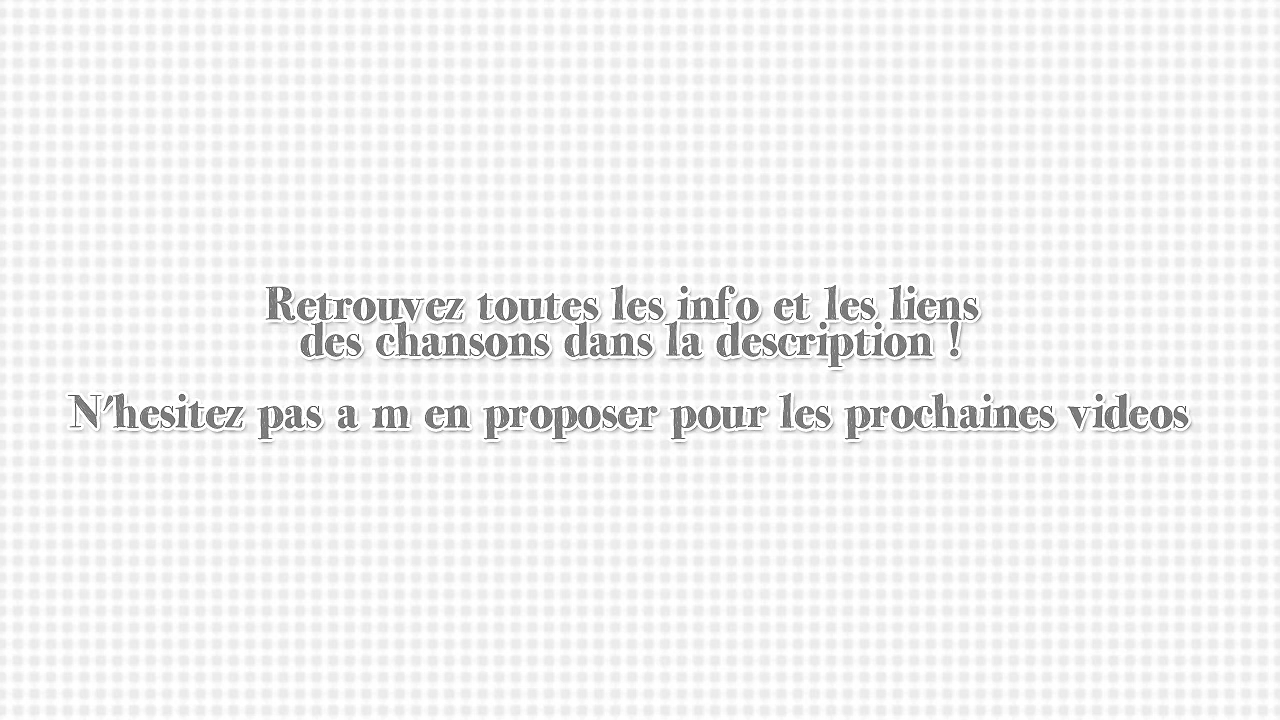 Retrouvez toutes les info et les liens
des chansons dans la description !
N'hesitez pas a m en proposer pour les prochaines videos